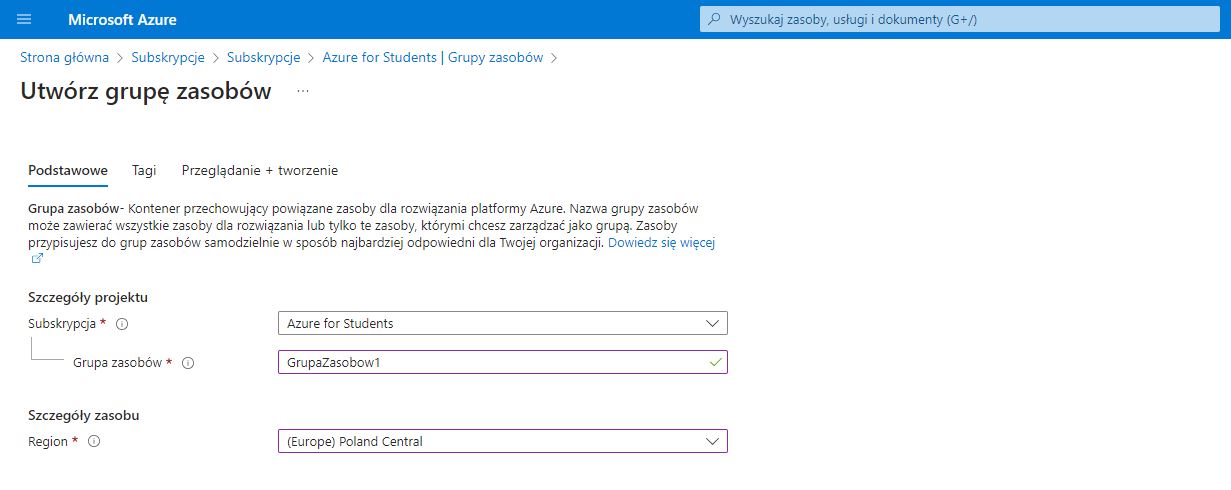 Microsoft Azure
Wyszukaj zasoby, usługi i dokumenty (G+/)
Strona główna > Subskrypcje > Subskrypcje > Azure for Students | Grupy zasobów >
Utwórz grupę zasobów ...
Podstawowe Tagi Przeglądanie + tworzenie
Grupa zasobów- Kontener przechowujący powiązane zasoby dla rozwiązania platformy Azure. Nazwa grupy zasobów
może zawierać wszystkie zasoby dla rozwiązania lub tylko te zasoby, którymi chcesz zarządzać jako grupą. Zasoby
przypisujesz do grup zasobów samodzielnie w sposób najbardziej odpowiedni dla Twojej organizacji. Dowiedz się więcej
Szczegóły projektu
Subskrypcja * Azure for Students
Grupa zasobów * GrupaZasobow1
Szczegóły zasobu
Region * (Europe) Poland Central